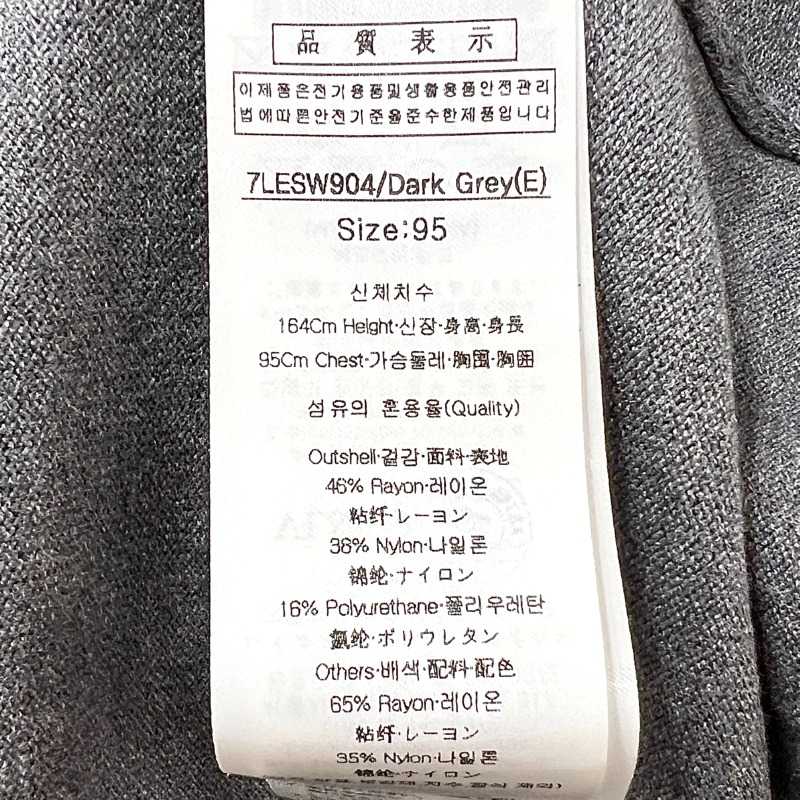 品質表示
이 제품은전기용품및생활용품안전관리
법에따른안전기준을준수한제품입니다
7LESW904/Dark Grey(E)
Size:95
신체치수
164Cm Height·신장·身高·身長
95Cm Chest·가슴둘레·胸围·胸囲
섬유의 혼용율(Quality)
Outshell·겉감·面料·表地
46% Rayon·레이온
粘纤·レーヨン
38% Nylon·나일론
锦纶·ナイロン
16% Polyurethane·폴리우레탄
氨纶·ポリウレタン
Others·배색·配料·配色
65% Rayon·레이온
粘纤·レーヨン
35% Nylon·나일론
锦纶·ナイロン